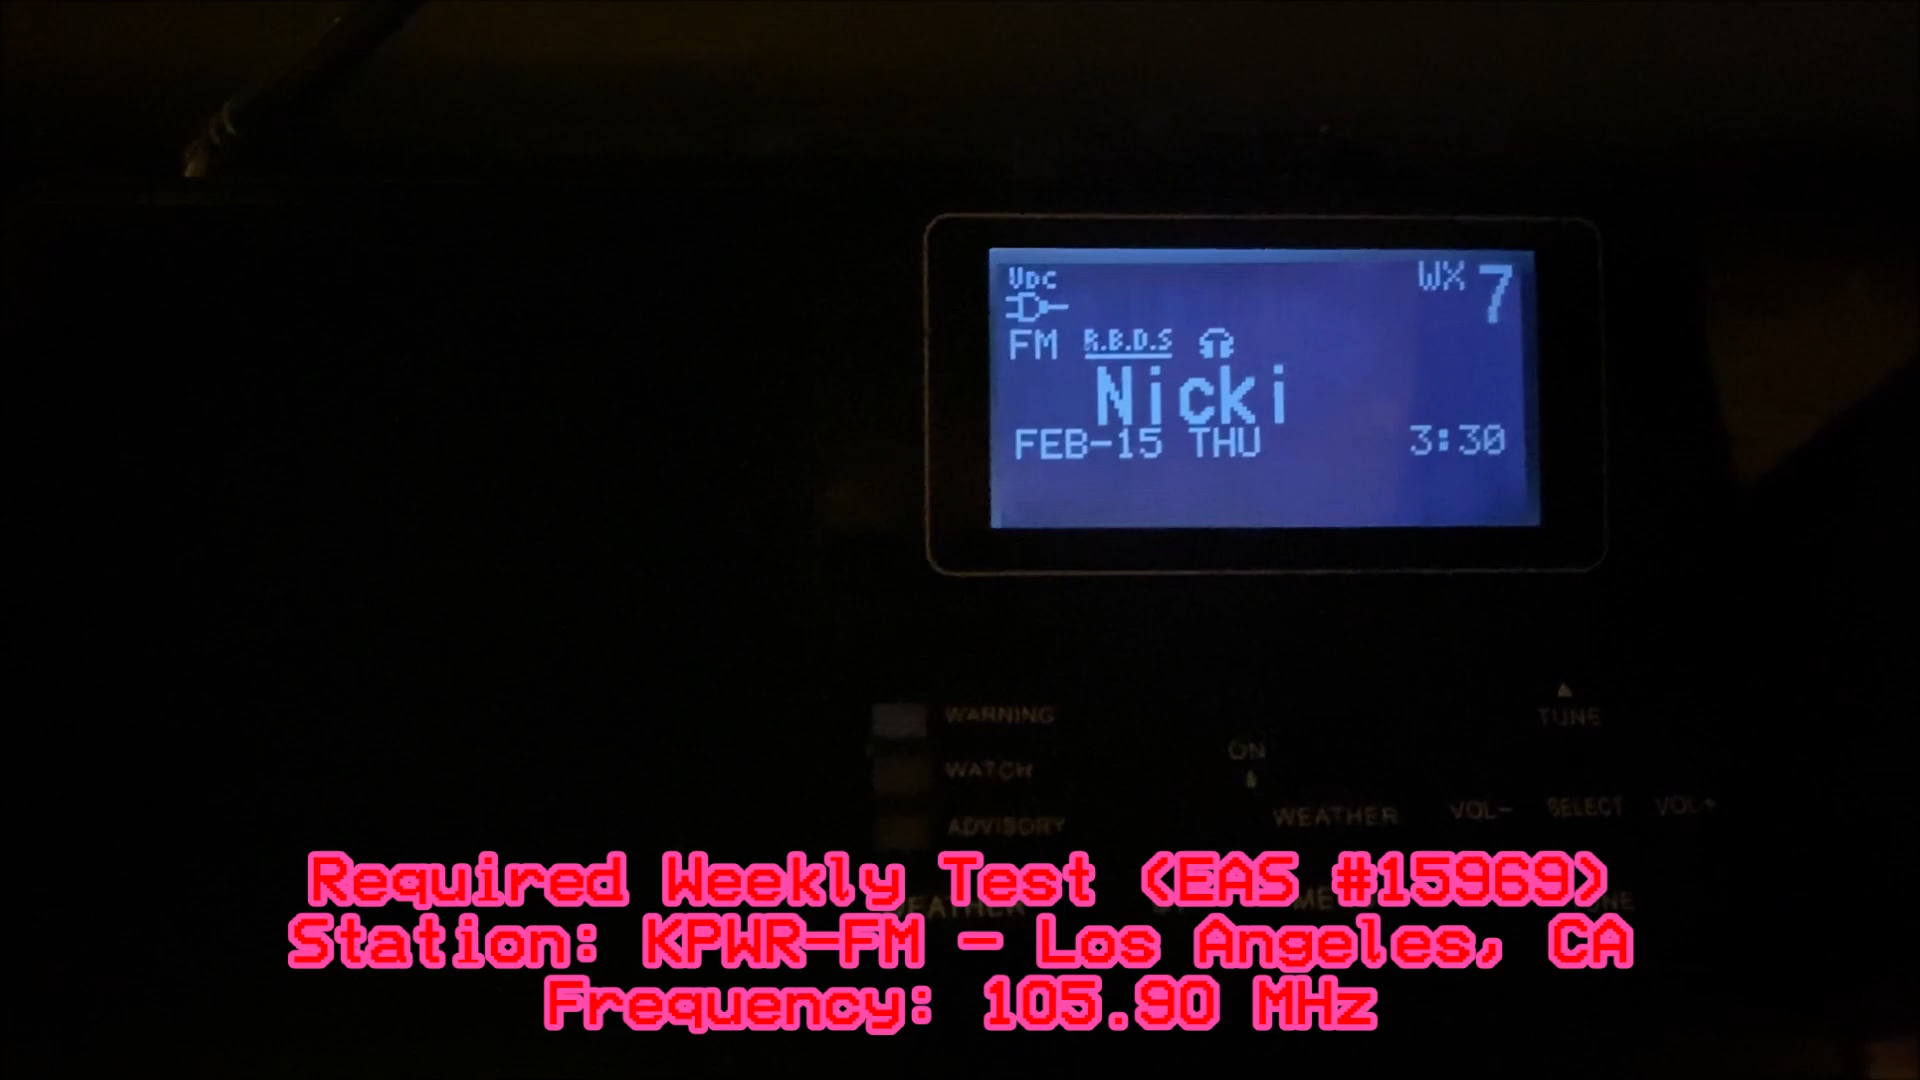 VDC
WX 7
FM R.B.D.S
Nicki
FEB-15 THU 3:30
WARNING
WATCH
ADVISORY
ON
TUNE
WEATHER VOL- SELECT VOL+
Required Weekly Test (EAS #15969)
Station: KPWR-FM - Los Angeles, CA
Frequency: 105.90 MHz